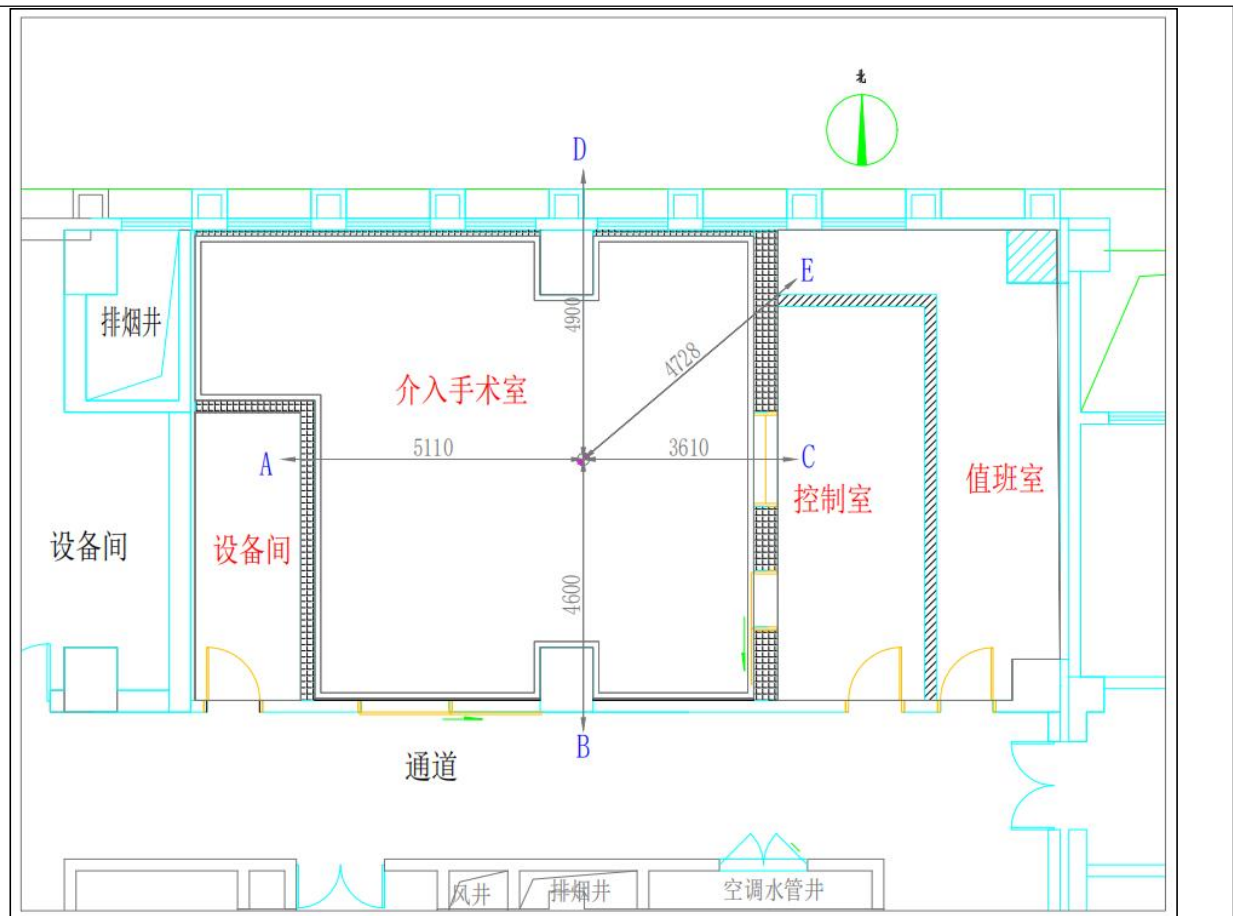 北
D
E
排烟井
4900
4728
介入手术室
A
5110
3610
C
控制室
值班室
设备间
设备间
4600
B
通道
风井
排烟井
空调水管井